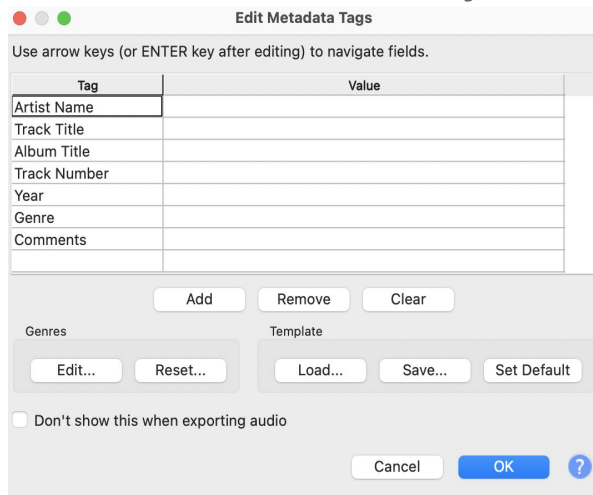 Edit Metadata Tags
Use arrow keys (or ENTER key after editing) to navigate fields.
Tag Value
Artist Name
Track Title
Album Title
Track Number
Year
Genre
Comments
Add Remove Clear
Genres Template
Edit... Reset... Load... Save... Set Default
Don't show this when exporting audio
Cancel OK ?